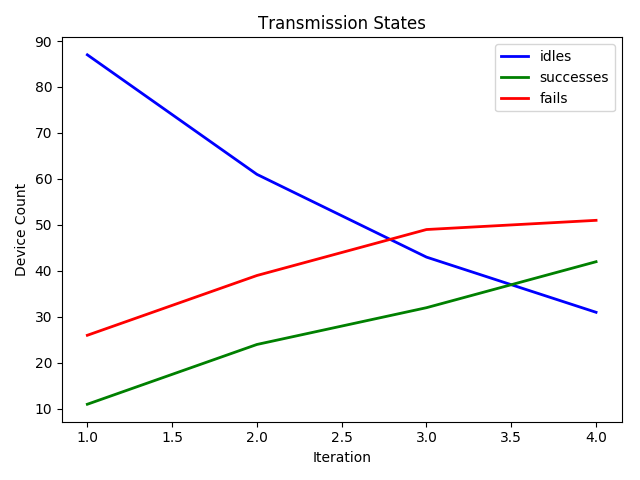 Transmission States
90
80
70
60
50
40
30
20
10
Device Count
idles
successes
fails
1.0 1.5 2.0 2.5 3.0 3.5 4.0
Iteration